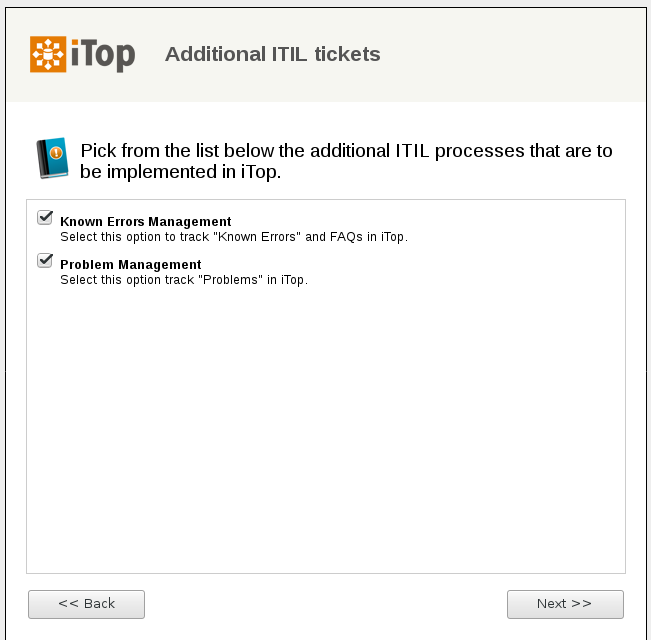 iTop
Additional ITIL tickets
Pick from the list below the additional ITIL processes that are to
be implemented in iTop.
Known Errors Management
Select this option to track "Known Errors" and FAQs in iTop.
Problem Management
Select this option track "Problems" in iTop.
<< Back
Next >>